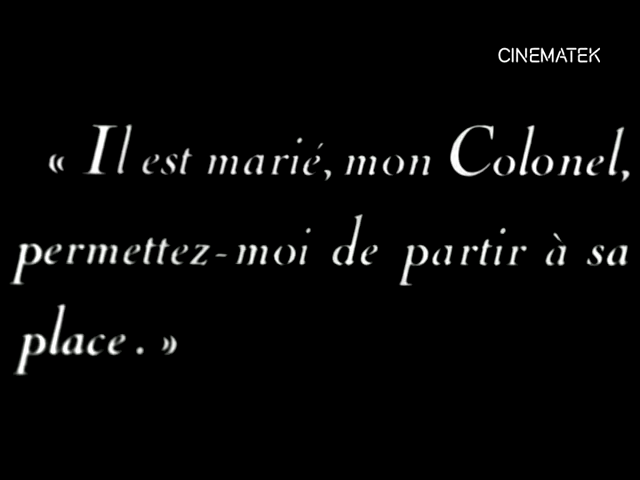 CINEMATEK
« Il est marié, mon Colonel,
permettez-moi de partir à sa
place. »